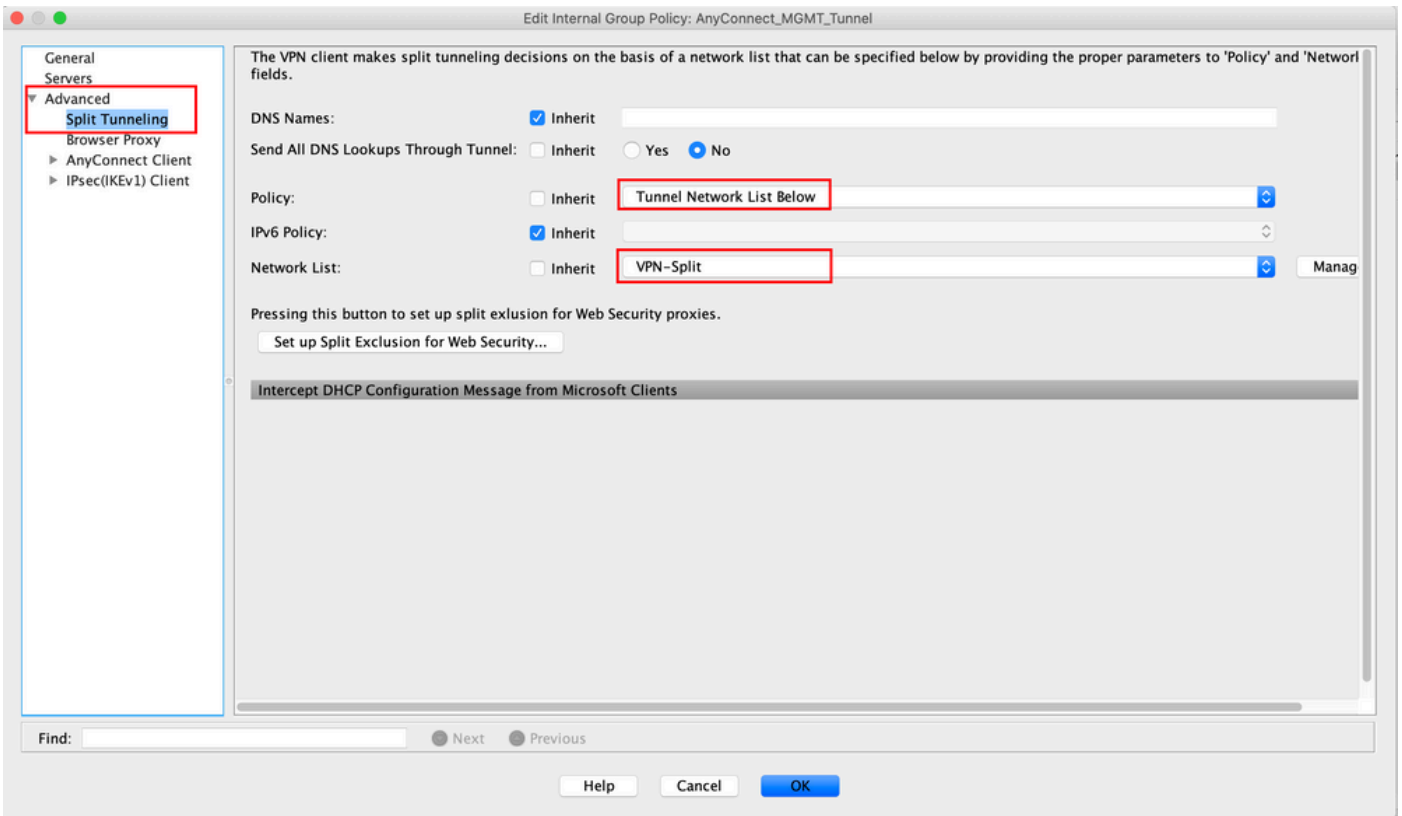 Edit Internal Group Policy: AnyConnect_MGMT_Tunnel
General
Servers
Advanced
Split Tunneling
Browser Proxy
AnyConnect Client
IPsec(IKEv1) Client
The VPN client makes split tunneling decisions on the basis of a network list that can be specified below by providing the proper parameters to 'Policy' and 'Networl
fields.
DNS Names: Inherit
Send All DNS Lookups Through Tunnel: Inherit Yes No
Policy: Inherit Tunnel Network List Below
IPv6 Policy: Inherit
Network List: Inherit VPN-Split Manag
Pressing this button to set up split exlusion for Web Security proxies.
Set up Split Exclusion for Web Security...
Intercept DHCP Configuration Message from Microsoft Clients
Find: Next Previous
Help Cancel OK